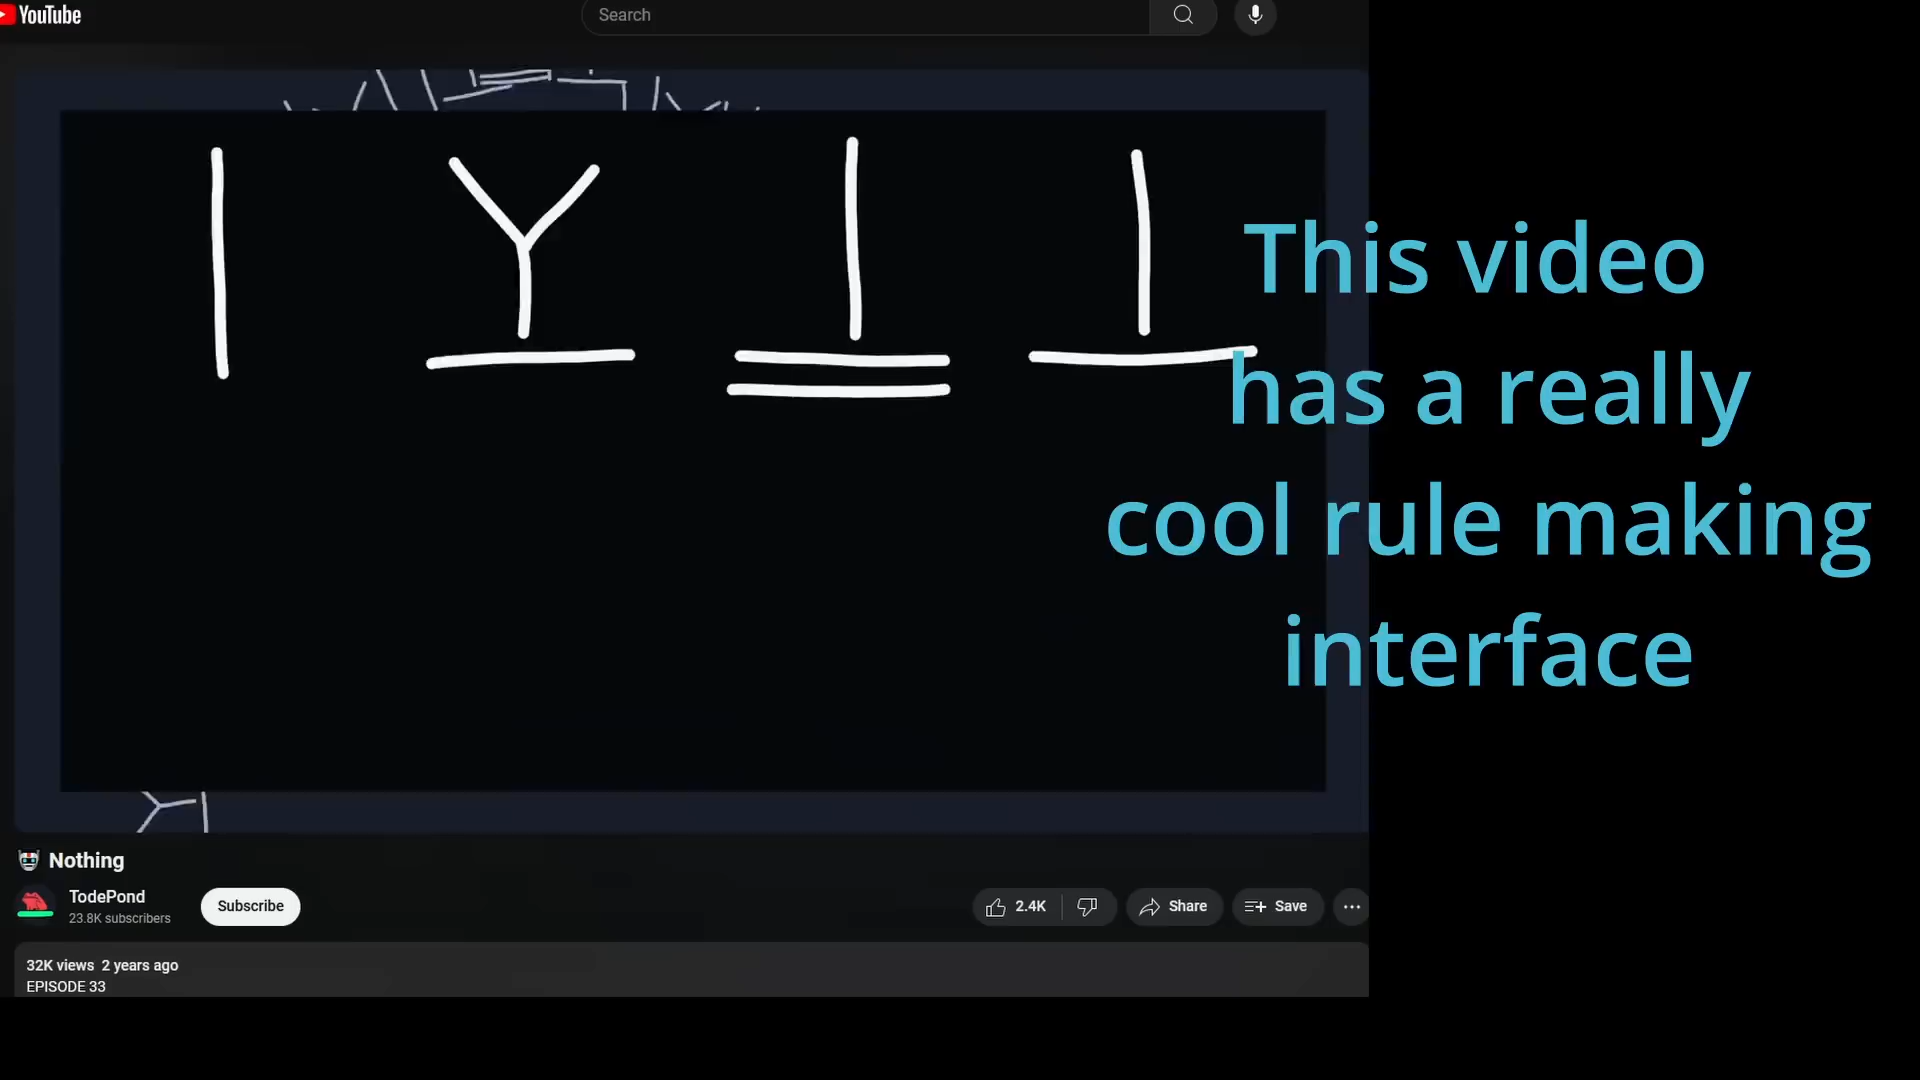 YouTube
Search
This video
has a really
cool rule making
interface
Nothing
TodePond
23.8K subscribers
Subscribe
2.4K
Share
Save
32K views 2 years ago
EPISODE 33